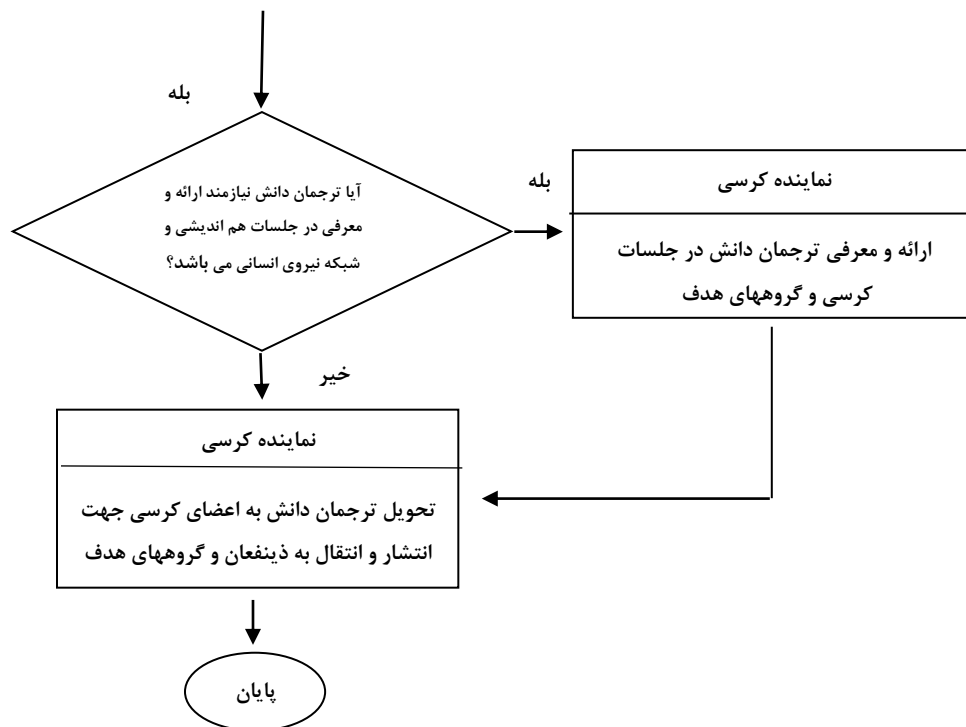 بله
آیا ترجمان دانش نیازمند ارائه و
معرفی در جلسات هم اندیشی و
شبکه نیروی انسانی می باشد؟
بله
نماینده کرسی
ارائه و معرفی ترجمان دانش در جلسات
کرسی و گروههای هدف
خیر
نماینده کرسی
تحویل ترجمان دانش به اعضای کرسی جهت
انتشار و انتقال به ذینفعان و گروههای هدف
پایان